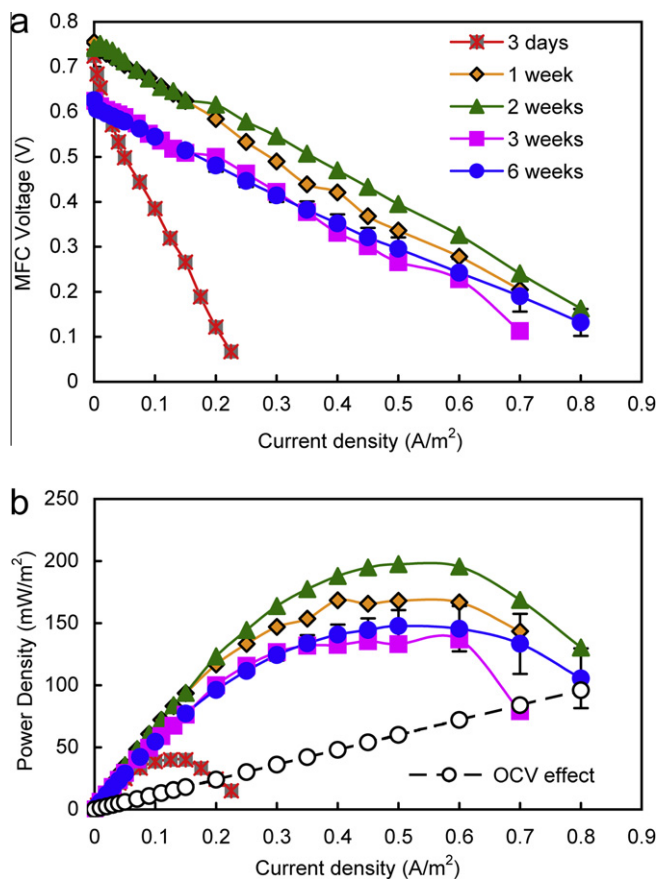 a
0.8
0.7
0.6
0.5
0.4
0.3
0.2
0.1
0
MFC Voltage (V)
3 days
1 week
2 weeks
3 weeks
6 weeks
0 0.1 0.2 0.3 0.4 0.5 0.6 0.7 0.8 0.9
Current density (A/m²)
b
250
200
150
100
50
0
Power Density (mW/m²)
OCV effect
0 0.1 0.2 0.3 0.4 0.5 0.6 0.7 0.8 0.9
Current density (A/m²)